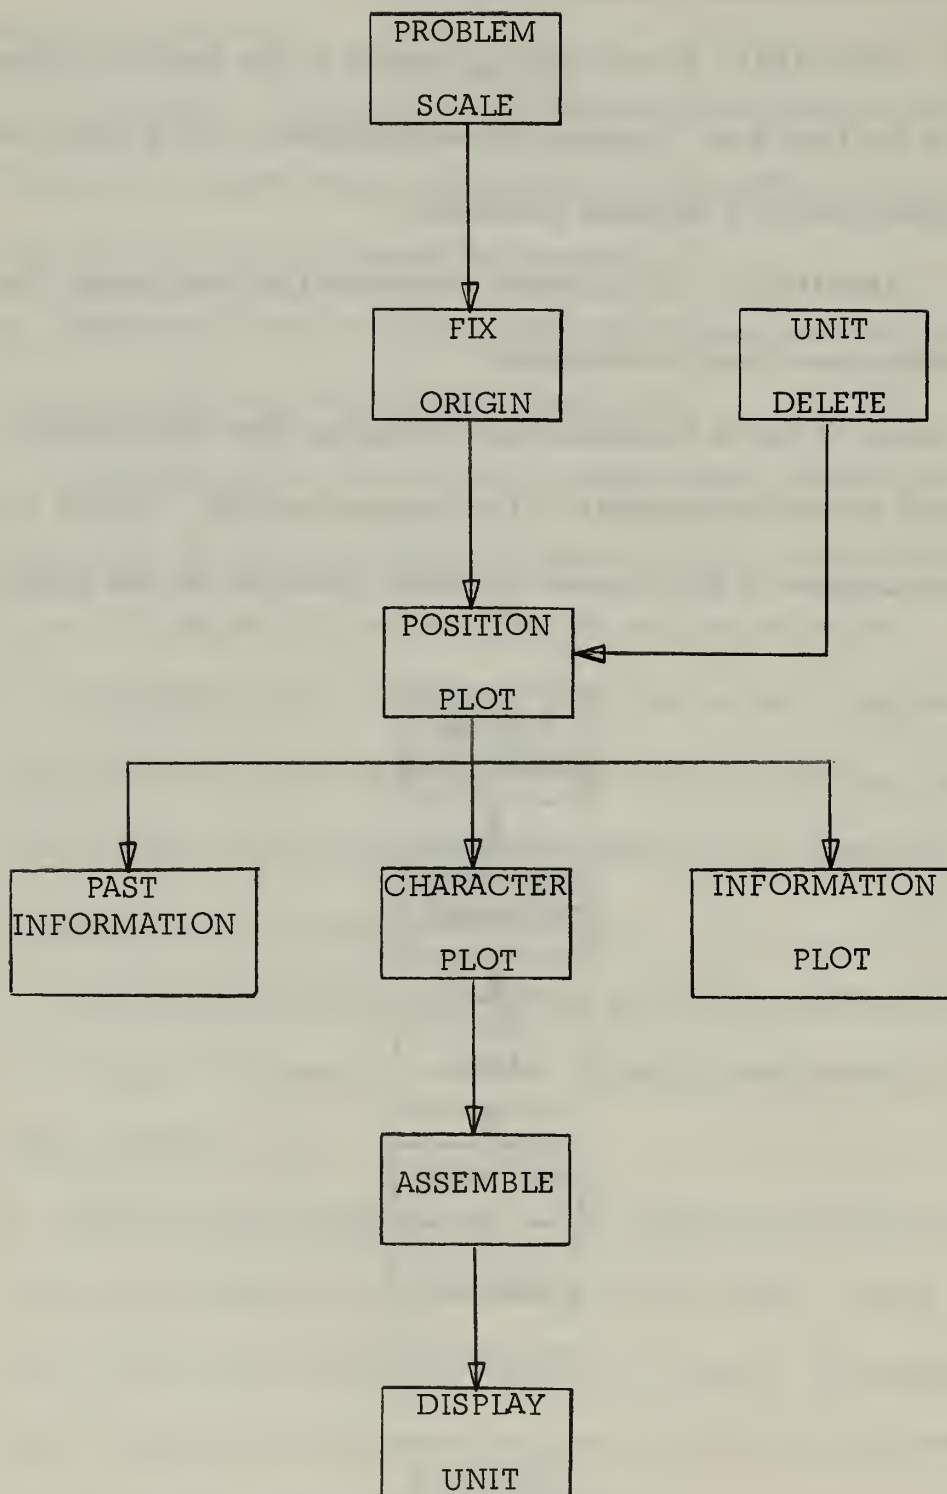 PROBLEM
SCALE
FIX
ORIGIN
UNIT
DELETE
POSITION
PLOT
PAST
INFORMATION
CHARACTER
PLOT
INFORMATION
PLOT
ASSEMBLE
DISPLAY
UNIT